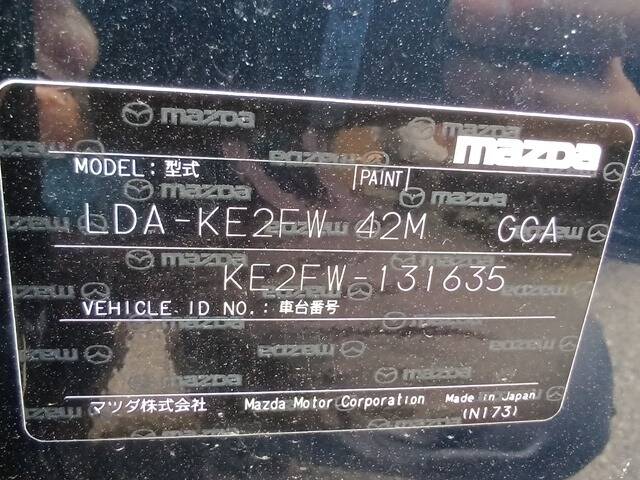 mazda
MODEL: 型式 PAINT
LDA-KE2FW 42M GCA
KE2FW-131635
VEHICLE ID NO.: 車台番号
マツダ株式会社 Mazda Motor Corporation Made in Japan
(N173)